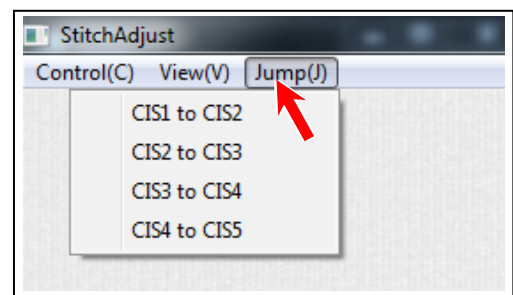 StitchAdjust
Control(C) View(V) Jump(J)
CIS1 to CIS2
CIS2 to CIS3
CIS3 to CIS4
CIS4 to CIS5